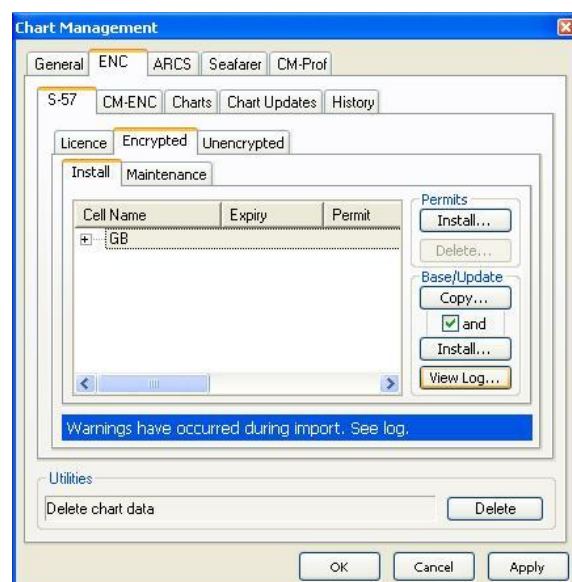 Chart Management
General ENC ARCS Seafarer CM-Prof
S-57 CM-ENC Charts Chart Updates History
Licence Encrypted Unencrypted
Install Maintenance
Cell Name Expiry Permit
GB
Permits
Install...
Delete...
Base/Update
Copy...
and
Install...
View Log...
Warnings have occurred during import. See log.
Utilities
Delete chart data Delete
OK Cancel Apply